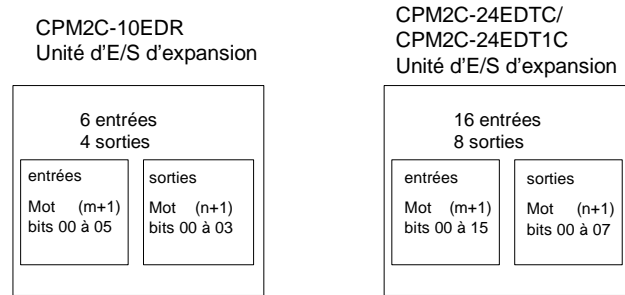 CPM2C-10EDR
Unité d'E/S d'expansion
6 entrées
4 sorties
entrées
Mot (m+1)
bits 00 à 05
sorties
Mot (n+1)
bits 00 à 03
CPM2C-24EDTC/
CPM2C-24EDT1C
Unité d'E/S d'expansion
16 entrées
8 sorties
entrées
Mot (m+1)
bits 00 à 15
sorties
Mot (n+1)
bits 00 à 07